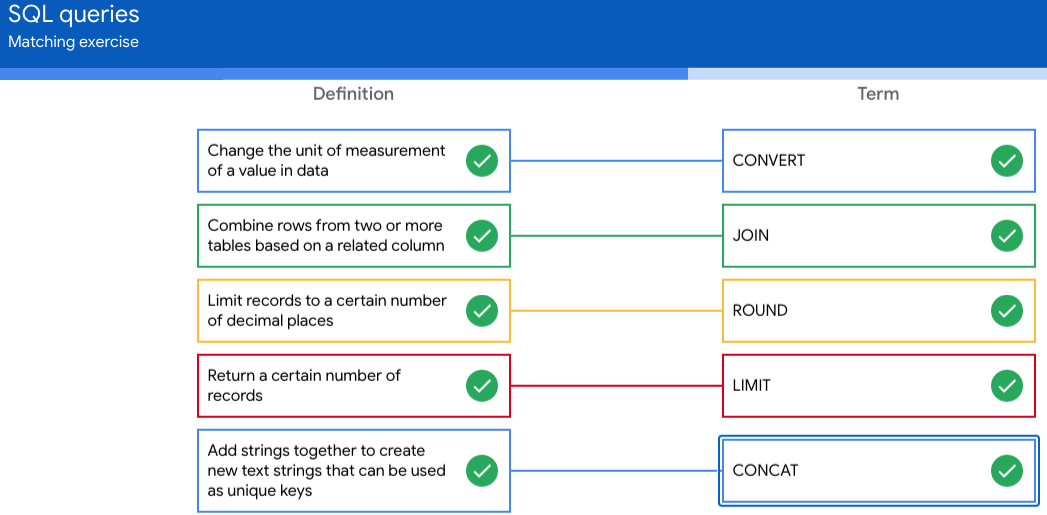 SQL queries
Matching exercise
Definition
Term
Change the unit of measurement
of a value in data
CONVERT
Combine rows from two or more
tables based on a related column
JOIN
Limit records to a certain number
of decimal places
ROUND
Return a certain number of
records
LIMIT
Add strings together to create
new text strings that can be used
as unique keys
CONCAT